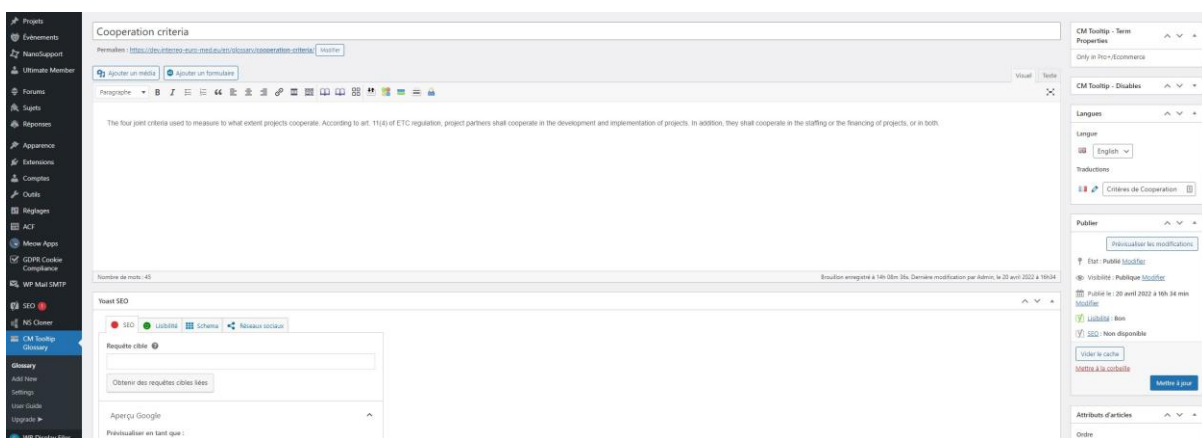 Projets
Évènements
NanoSupport
Ultimate Member
Forums
Sujets
Réponses
Apparence
Extensions
Comptes
Outils
Réglages
ACF
Meow Apps
GDPR Cookie
Compliance
WP Mail SMTP
SEO
NS Cloner
CM Tooltip
Glossary
Glossary
Add New
Settings
User Guide
Upgrade
WP Display Files
Cooperation criteria
Permalien : https://dev.interreg-euro-med.eu/en/glossary/cooperation-criteria/ Modifier
Ajouter un média Ajouter un formulaire
Visuel Texte
Paragraphe
The four joint criteria used to measure to what extent projects cooperate. According to art. 11(4) of ETC regulation, project partners shall cooperate in the development and implementation of projects. In addition, they shall cooperate in the staffing or the financing of projects, or in both.
Nombre de mots : 45
Brouillon enregistré à 14h 08m 36s. Dernière modification par Admin, le 20 avril 2022 à 16h34
Yoast SEO
SEO Lisibilité Schema Réseaux sociaux
Requête cible
Obtenir des requêtes cibles liées
Aperçu Google
Prévisualiser en tant que :
CM Tooltip - Term
Properties
Only in Pro+/Ecommerce
CM Tooltip - Disables
Langues
Langue
English
Traductions
Critères de Cooperation
Publier
Prévisualiser les modifications
État : Publié Modifier
Visibilité : Publique Modifier
Publié le : 20 avril 2022 à 16h 34 min
Modifier
Lisibilité : Bon
SEO : Non disponible
Vider le cache
Mettre à la corbeille
Mettre à jour
Attributs d'articles
Ordre